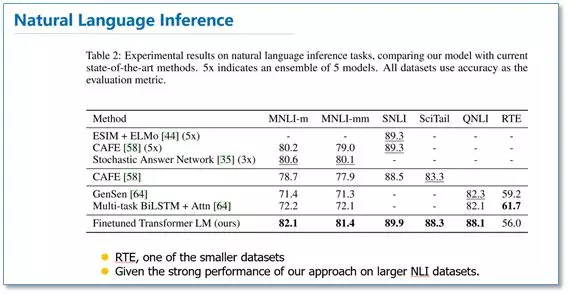 Natural Language Inference
Table 2: Experimental results on natural language inference tasks, comparing our model with current
state-of-the-art methods. 5x indicates an ensemble of 5 models. All datasets use accuracy as the
evaluation metric.
Method MNLI-m MNLI-mm SNLI SciTail QNLI RTE
ESIM + ELMo [44] (5x) - - 89.3 - - -
CAFE [58] (5x) 80.2 79.0 89.3 - - -
Stochastic Answer Network [35] (3x) 80.6 80.1 - - - -
CAFE [58] 78.7 77.9 88.5 83.3
GenSen [64] 71.4 71.3 - - 82.3 59.2
Multi-task BiLSTM + Attn [64] 72.2 72.1 - - 82.1 61.7
Finetuned Transformer LM (ours) 82.1 81.4 89.9 88.3 88.1 56.0
RTE, one of the smaller datasets
Given the strong performance of our approach on larger NLI datasets.